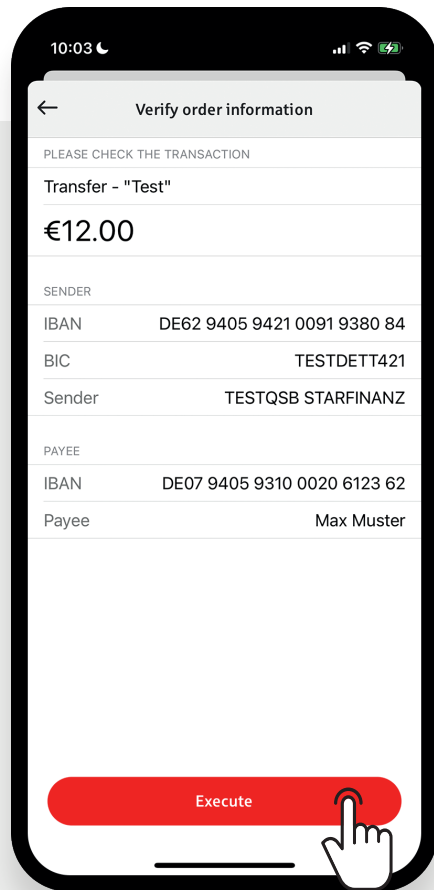 10:03
Verify order information
PLEASE CHECK THE TRANSACTION
Transfer - "Test"
€12.00
SENDER
IBAN DE62 9405 9421 0091 9380 84
BIC TESTDETT421
Sender TESTQSB STARFINANZ
PAYEE
IBAN DE07 9405 9310 0020 6123 62
Payee Max Muster
Execute